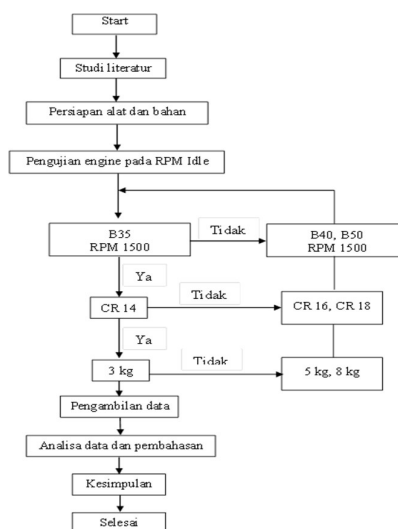 Start
Studi literatur
Persiapan alat dan bahan
Pengujian engine pada RPM Idle
B35
RPM 1500
Tidak
B40, B50
RPM 1500
Ya
CR 14
Tidak
CR 16, CR 18
Ya
3 kg
Tidak
5 kg, 8 kg
Pengambilan data
Analisa data dan pembahasan
Kesimpulan
Selesai